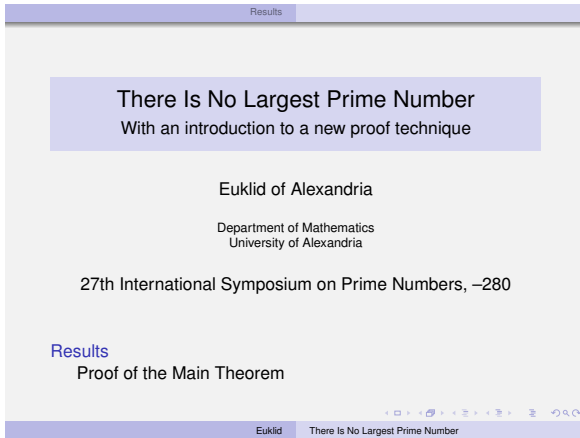 Results
There Is No Largest Prime Number
With an introduction to a new proof technique
Euklid of Alexandria
Department of Mathematics
University of Alexandria
27th International Symposium on Prime Numbers, –280
Results
Proof of the Main Theorem
Euklid There Is No Largest Prime Number